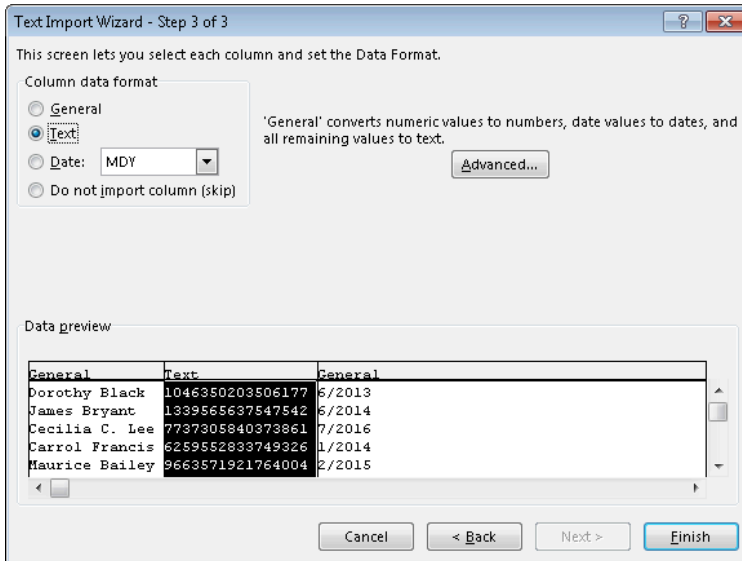 Text Import Wizard - Step 3 of 3
This screen lets you select each column and set the Data Format.
Column data format
General
Text
Date: MDY
Do not import column (skip)
'General' converts numeric values to numbers, date values to dates, and
all remaining values to text.
Advanced...
Data preview
General Text General
Dorothy Black 1046350203506177 6/2013
James Bryant 1339565637547542 6/2014
Cecilia C. Lee 7737305840373861 7/2016
Carrol Francis 6259552833749326 1/2014
Maurice Bailey 9663571921764004 2/2015
Cancel < Back Next > Finish